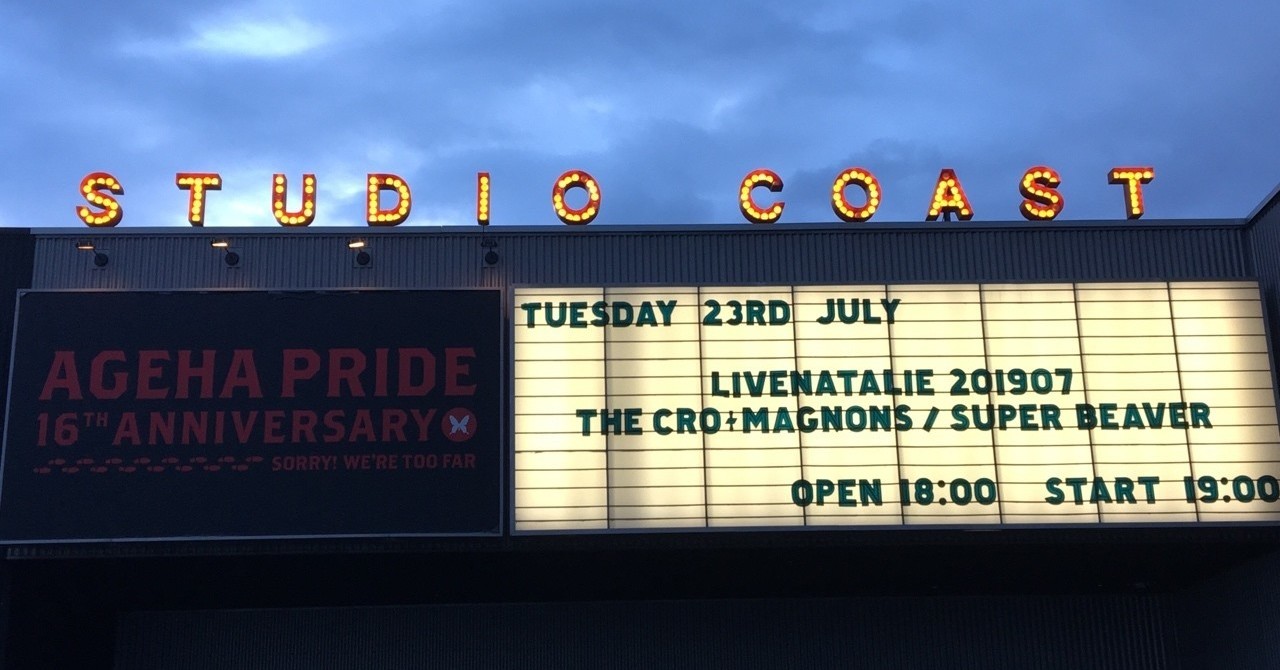 STUDIO COAST
AGEHA PRIDE
16TH ANNIVERSARY
SORRY! WE'RE TOO FAR
TUESDAY 23RD JULY
LIVENATALIE 201907
THE CRO-MAGNONS / SUPER BEAVER
OPEN 18:00 START 19:00